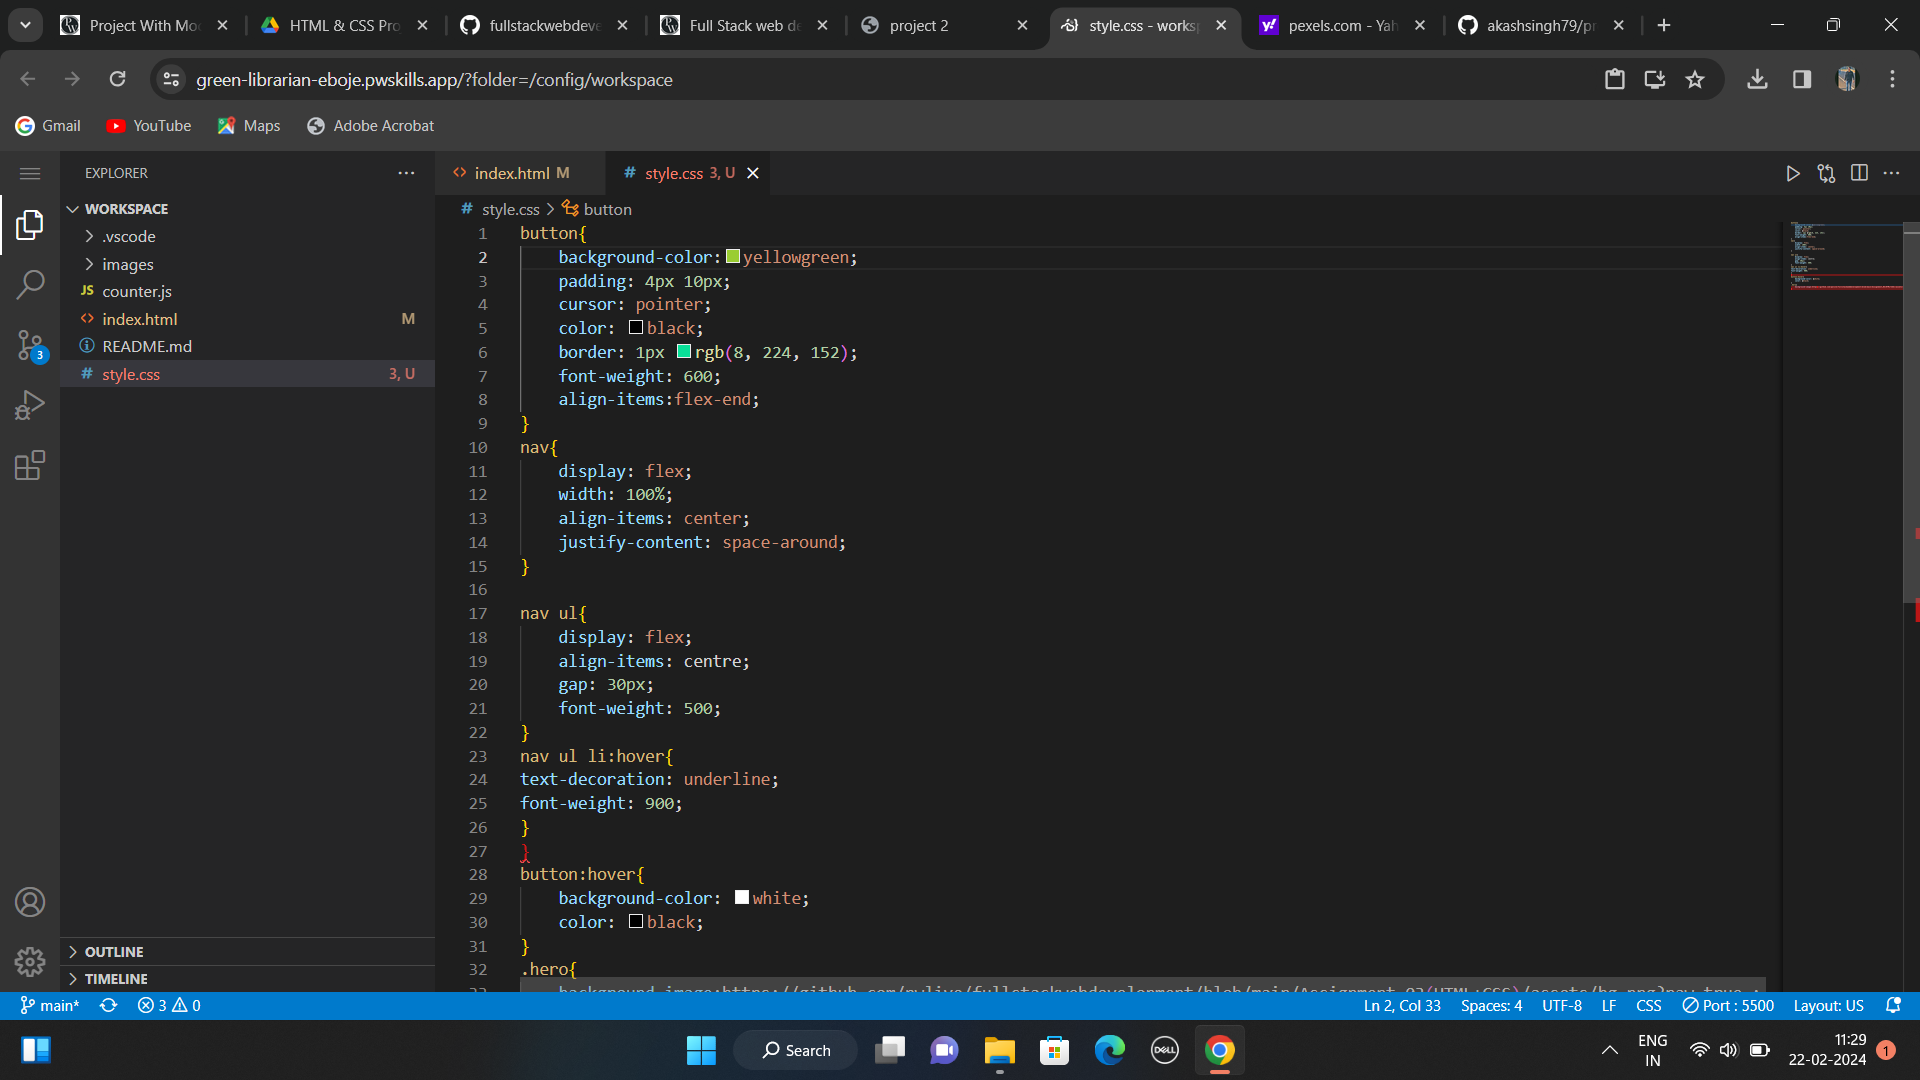 Project With Mo
HTML & CSS Pro
fullstackwebdeve
Full Stack web de
project 2
style.css - works
pexels.com - Yah
akashsingh79/pr
green-librarian-eboje.pwskills.app/?folder=/config/workspace
Gmail
YouTube
Maps
Adobe Acrobat
EXPLORER
WORKSPACE
.vscode
images
JS counter.js
<> index.html M
README.md
# style.css 3, U
3
OUTLINE
TIMELINE
<> index.html M
# style.css 3, U
# style.css > button
1 button{
2 background-color: yellowgreen;
3 padding: 4px 10px;
4 cursor: pointer;
5 color: black;
6 border: 1px rgb(8, 224, 152);
7 font-weight: 600;
8 align-items:flex-end;
9 }
10 nav{
11 display: flex;
12 width: 100%;
13 align-items: center;
14 justify-content: space-around;
15 }
16
17 nav ul{
18 display: flex;
19 align-items: centre;
20 gap: 30px;
21 font-weight: 500;
22 }
23 nav ul li:hover{
24 text-decoration: underline;
25 font-weight: 900;
26 }
27 }
28 button:hover{
29 background-color: white;
30 color: black;
31 }
32 .hero{
main* 3 0
Ln 2, Col 33 Spaces: 4 UTF-8 LF CSS Port : 5500 Layout: US
Search
DELL
ENG
IN
11:29
22-02-2024
1